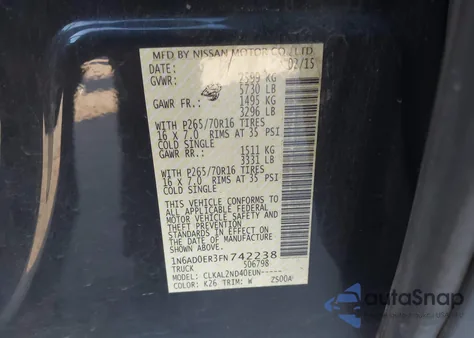 MFD BY NISSAN MOTOR CO., LTD.
DATE: 02/15
GVWR: 2599 KG
5730 LB
GAWR FR.: 1495 KG
3296 LB
WITH P265/70R16 TIRES
16 x 7.0 RIMS AT 35 PSI
COLD SINGLE
GAWR RR.: 1511 KG
3331 LB
WITH P265/70R16 TIRES
16 X 7.0 RIMS AT 35 PSI
COLD SINGLE
THIS VEHICLE CONFORMS TO
ALL APPLICABLE FEDERAL
MOTOR VEHICLE SAFETY AND
THEFT PREVENTION
STANDARDS IN EFFECT ON
THE DATE OF MANUFACTURE
SHOWN ABOVE.
1N6AD0ER3FN742238
TRUCK 506798
MODEL: CLKAL2ND40EUN-----
COLOR: K26 TRIM: W ZS00A
autoSnap